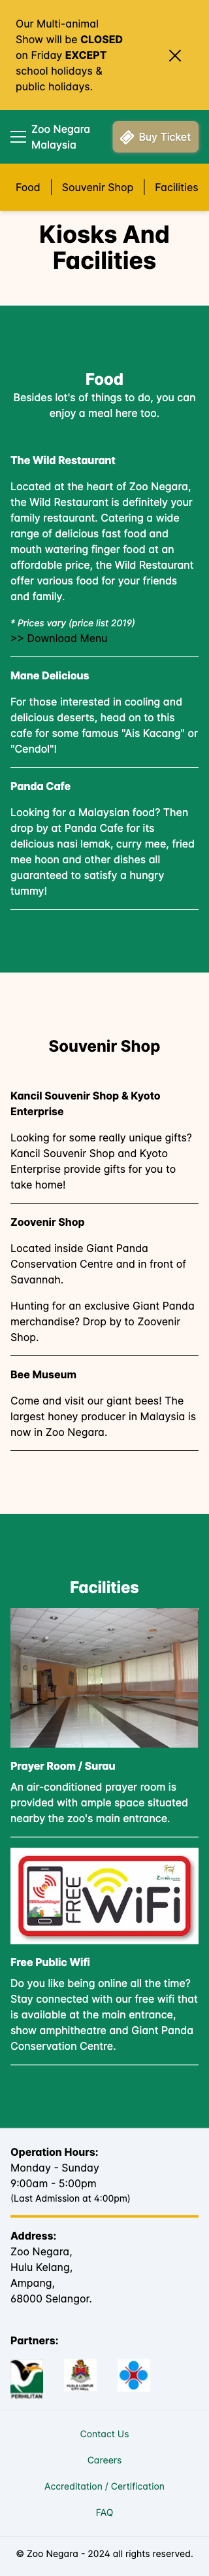 Our Multi-animal
Show will be CLOSED
on Friday EXCEPT
school holidays &
public holidays.
Zoo Negara
Malaysia
Buy Ticket
Food
Souvenir Shop
Facilities
Kiosks And
Facilities
Food
Besides lot's of things to do, you can
enjoy a meal here too.
The Wild Restaurant
Located at the heart of Zoo Negara,
the Wild Restaurant is definitely your
family restaurant. Catering a wide
range of delicious fast food and
mouth watering finger food at an
affordable price, the Wild Restaurant
offer various food for your friends
and family.
* Prices vary (price list 2019)
>> Download Menu
Mane Delicious
For those interested in cooling and
delicious deserts, head on to this
cafe for some famous "Ais Kacang" or
"Cendol"!
Panda Cafe
Looking for a Malaysian food? Then
drop by at Panda Cafe for its
delicious nasi lemak, curry mee, fried
mee hoon and other dishes all
guaranteed to satisfy a hungry
tummy!
Souvenir Shop
Kancil Souvenir Shop & Kyoto
Enterprise
Looking for some really unique gifts?
Kancil Souvenir Shop and Kyoto
Enterprise provide gifts for you to
take home!
Zoovenir Shop
Located inside Giant Panda
Conservation Centre and in front of
Savannah.
Hunting for an exclusive Giant Panda
merchandise? Drop by to Zoovenir
Shop.
Bee Museum
Come and visit our giant bees! The
largest honey producer in Malaysia is
now in Zoo Negara.
Facilities
Prayer Room / Surau
An air-conditioned prayer room is
provided with ample space situated
nearby the zoo's main entrance.
FREE
WiFi
Free Public Wifi
Do you like being online all the time?
Stay connected with our free wifi that
is available at the main entrance,
show amphitheatre and Giant Panda
Conservation Centre.
Operation Hours:
Monday - Sunday
9:00am - 5:00pm
(Last Admission at 4:00pm)
Address:
Zoo Negara,
Hulu Kelang,
Ampang,
68000 Selangor.
Partners:
PERHILITAN
KUALA LUMPUR
CITY HALL
Contact Us
Careers
Accreditation / Certification
FAQ
© Zoo Negara - 2024 all rights reserved.